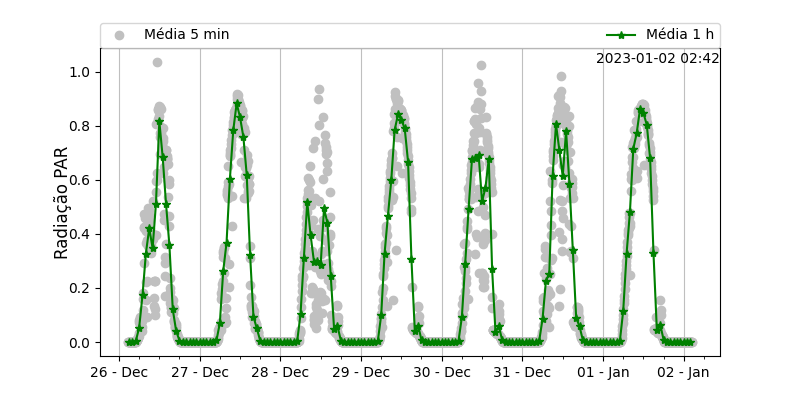 Média 5 min
Média 1 h
2023-01-02 02:42
Radiação PAR
1.0
0.8
0.6
0.4
0.2
0.0
26 - Dec
27 - Dec
28 - Dec
29 - Dec
30 - Dec
31 - Dec
01 - Jan
02 - Jan